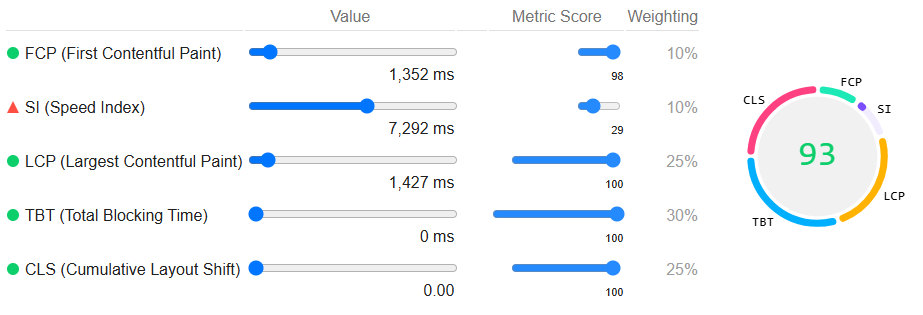 Value Metric Score Weighting
FCP (First Contentful Paint) 10%
1,352 ms 98
SI (Speed Index) 10%
7,292 ms 29
LCP (Largest Contentful Paint) 25%
1,427 ms 100
TBT (Total Blocking Time) 30%
0 ms 100
CLS (Cumulative Layout Shift) 25%
0.00 100
FCP
CLS
SI
93
LCP
TBT